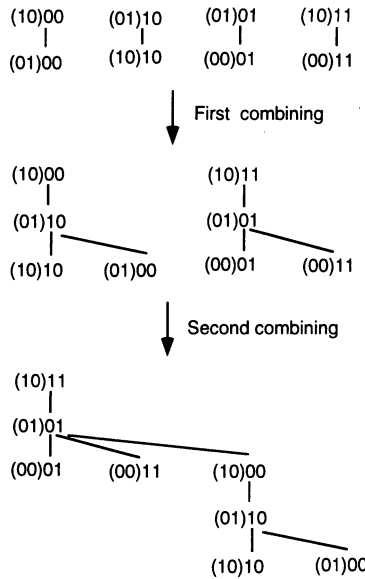 (10)00 (01)10 (01)01 (10)11
(01)00 (10)10 (00)01 (00)11
First combining
(10)00 (10)11
(01)10 (01)01
(10)10 (01)00 (00)01 (00)11
Second combining
(10)11
(01)01
(00)01 (00)11 (10)00
(01)10
(10)10 (01)00